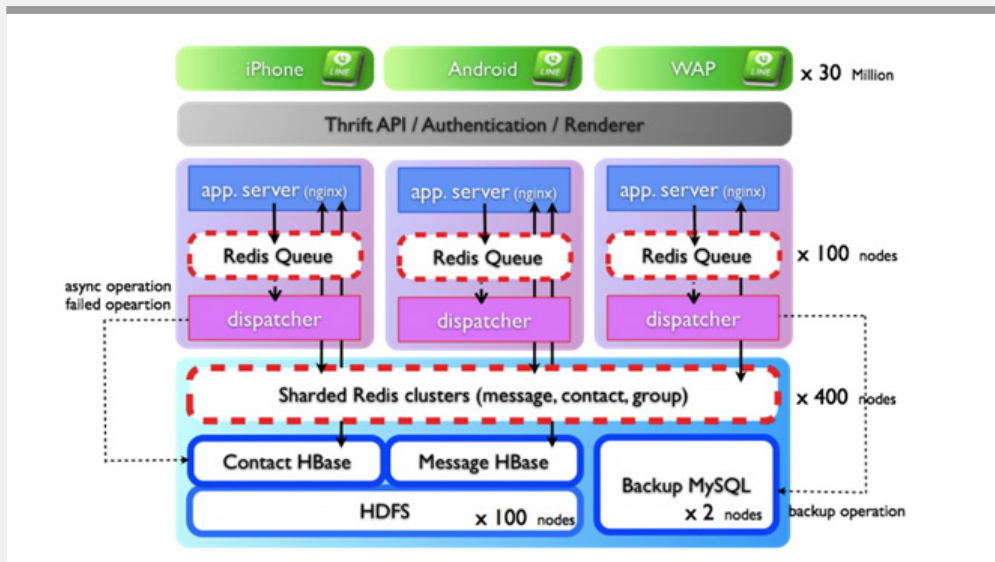 iPhone
LINE
Android
LINE
WAP
LINE
x 30 Million
Thrift API / Authentication / Renderer
app. server (nginx)
app. server (nginx)
app. server (nginx)
Redis Queue
Redis Queue
Redis Queue
x 100 nodes
async operation
failed opeartion
dispatcher
dispatcher
dispatcher
Sharded Redis clusters (message, contact, group)
x 400 nodes
Contact HBase
Message HBase
Backup MySQL
x 2 nodes
HDFS
x 100 nodes
backup operation